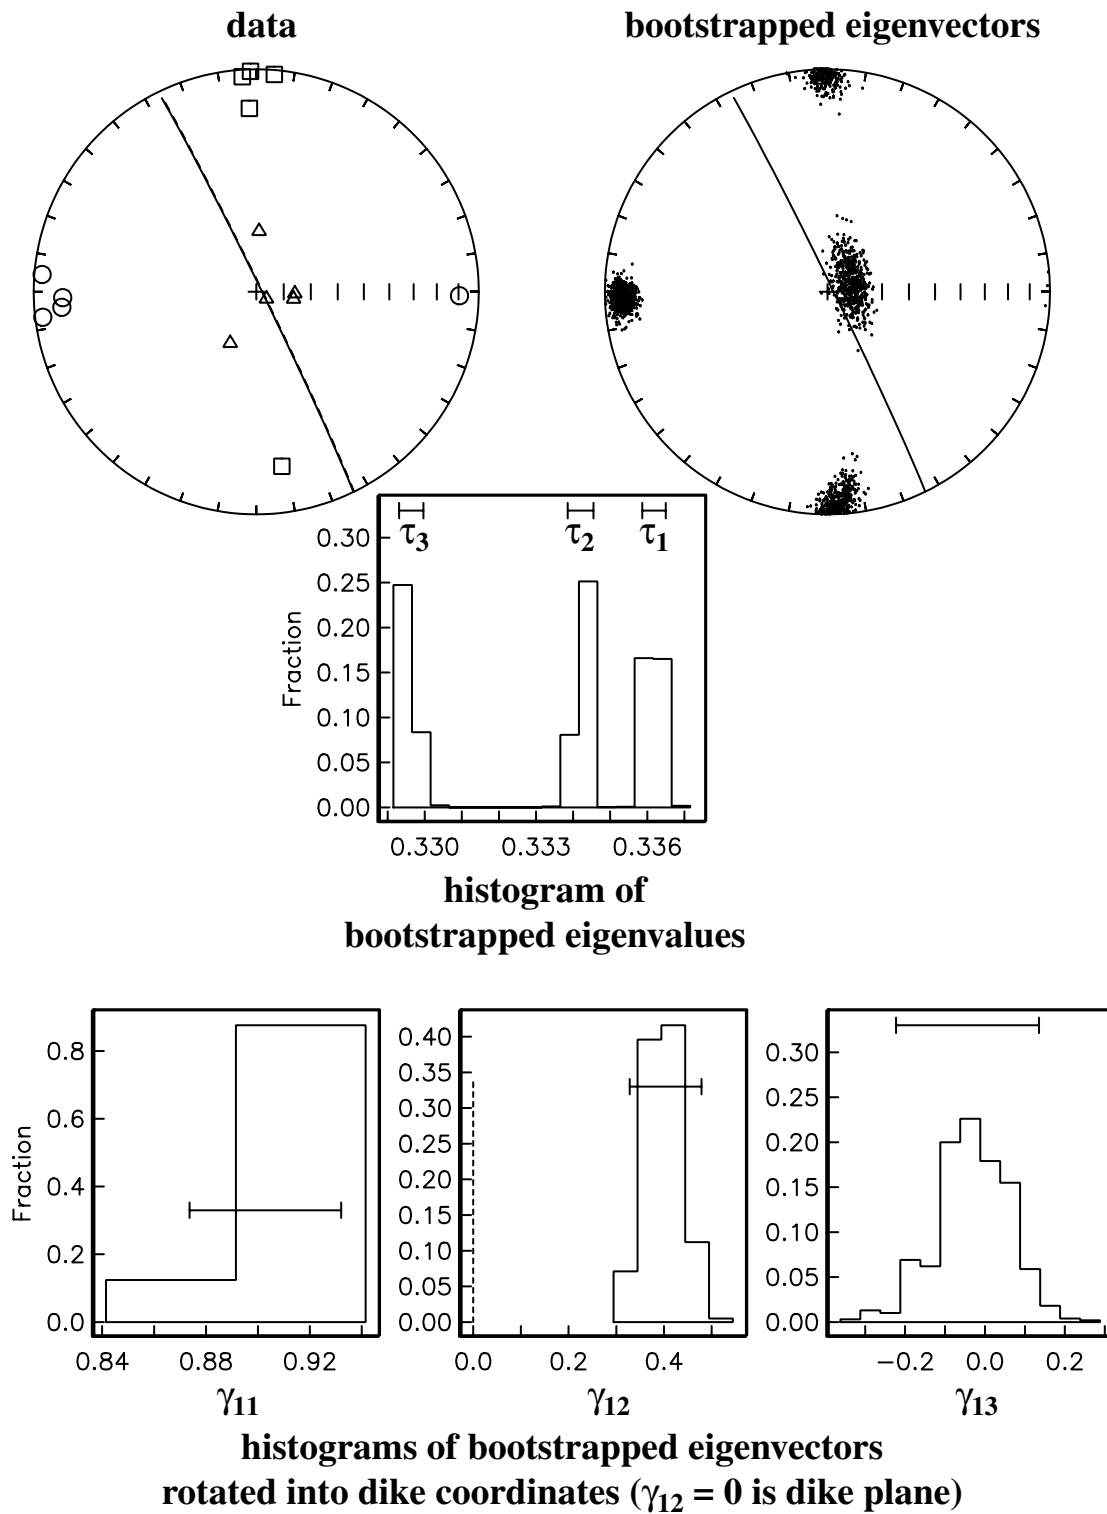 data
bootstrapped eigenvectors
τ3
τ2
τ1
0.30
0.25
0.20
0.15
0.10
0.05
0.00
Fraction
0.330
0.333
0.336
histogram of
bootstrapped eigenvalues
0.8
0.6
0.4
0.2
0.0
Fraction
0.84
0.88
0.92
γ11
0.40
0.35
0.30
0.25
0.20
0.15
0.10
0.05
0.00
0.0
0.2
0.4
γ12
0.30
0.25
0.20
0.15
0.10
0.05
0.00
−0.2
0.0
0.2
γ13
histograms of bootstrapped eigenvectors
rotated into dike coordinates (γ12 = 0 is dike plane)